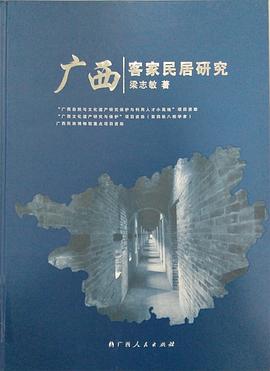 广西 客家民居研究
梁志敏 著
"广西自然与文化遗产研究保护与利用人才小高地"项目资助
"广西文化遗产研究与保护"项目资助（第四批八桂学者）
广西民族博物馆重点项目资助
广西人民出版社